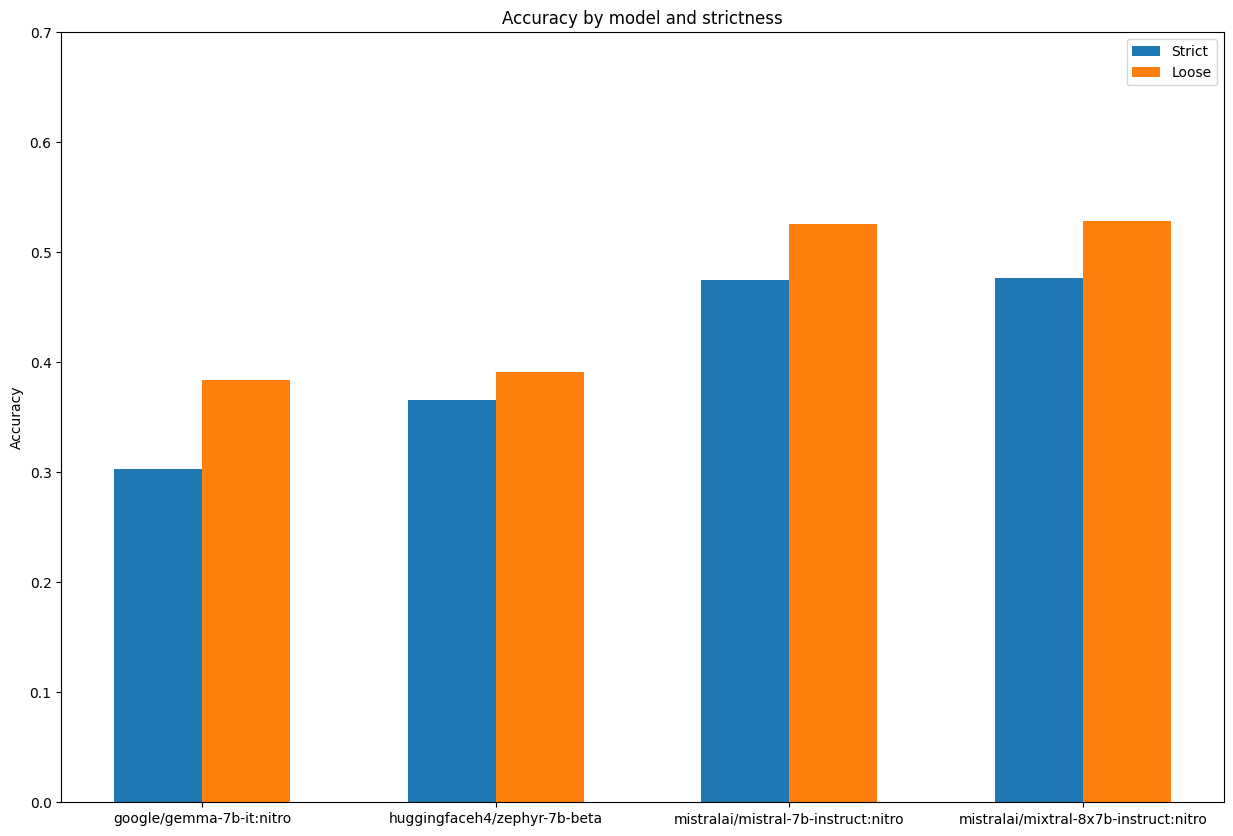 Accuracy by model and strictness
Strict
Loose
Accuracy
0.7
0.6
0.5
0.4
0.3
0.2
0.1
0.0
google/gemma-7b-it:nitro
huggingfaceh4/zephyr-7b-beta
mistralai/mistral-7b-instruct:nitro
mistralai/mixtral-8x7b-instruct:nitro